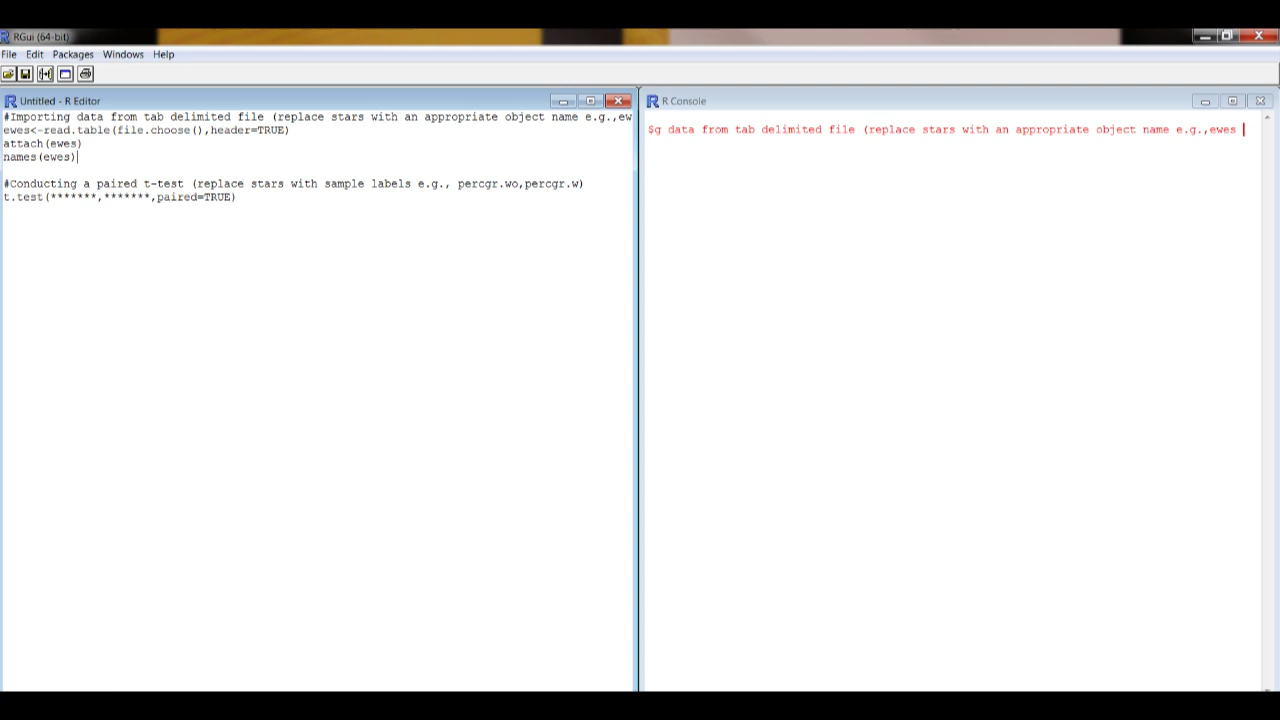 RGui (64-bit)
File Edit Packages Windows Help
Untitled - R Editor
#Importing data from tab delimited file (replace stars with an appropriate object name e.g.,ew
ewes<-read.table(file.choose(),header=TRUE)
attach(ewes)
names(ewes)
#Conducting a paired t-test (replace stars with sample labels e.g., percgr.wo,percgr.w)
t.test(*******,*******,paired=TRUE)
R Console
$g data from tab delimited file (replace stars with an appropriate object name e.g.,ewes